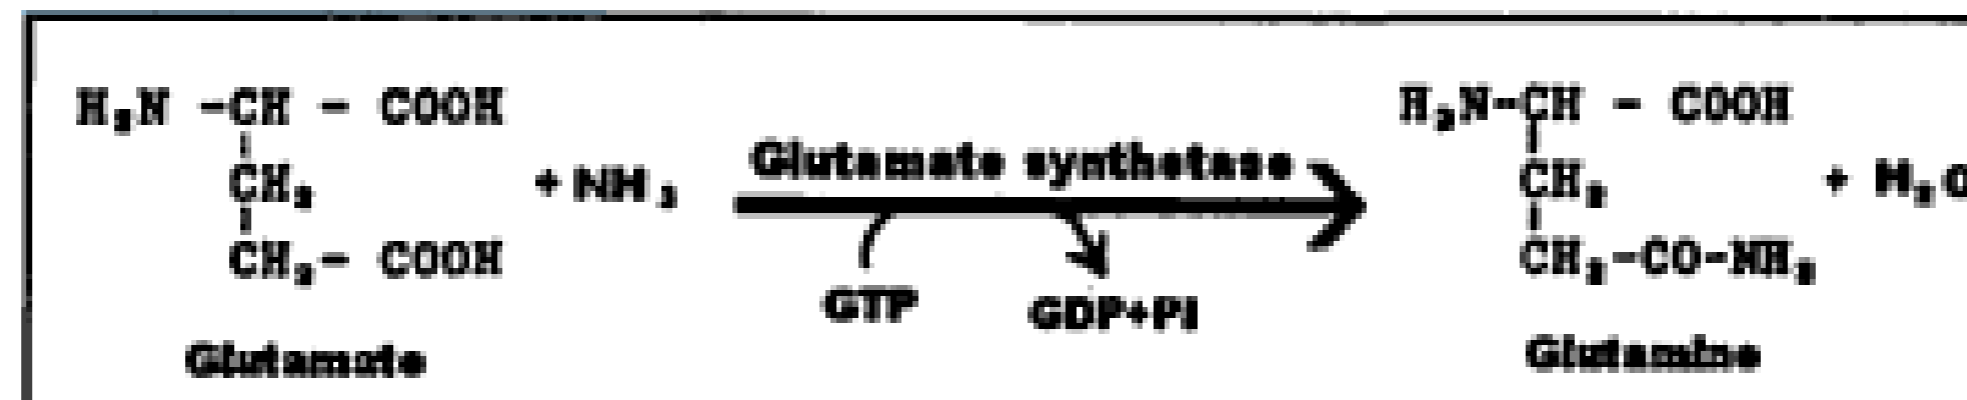 H₂N -CH - COOH
CH₂
CH₂- COOH
Glutamate
+ NH₃
Glutamate synthetase
GTP
GDP+Pi
H₂N-CH - COOH
CH₂
CH₂-CO-NH₂
Glutamine
+ H₂O